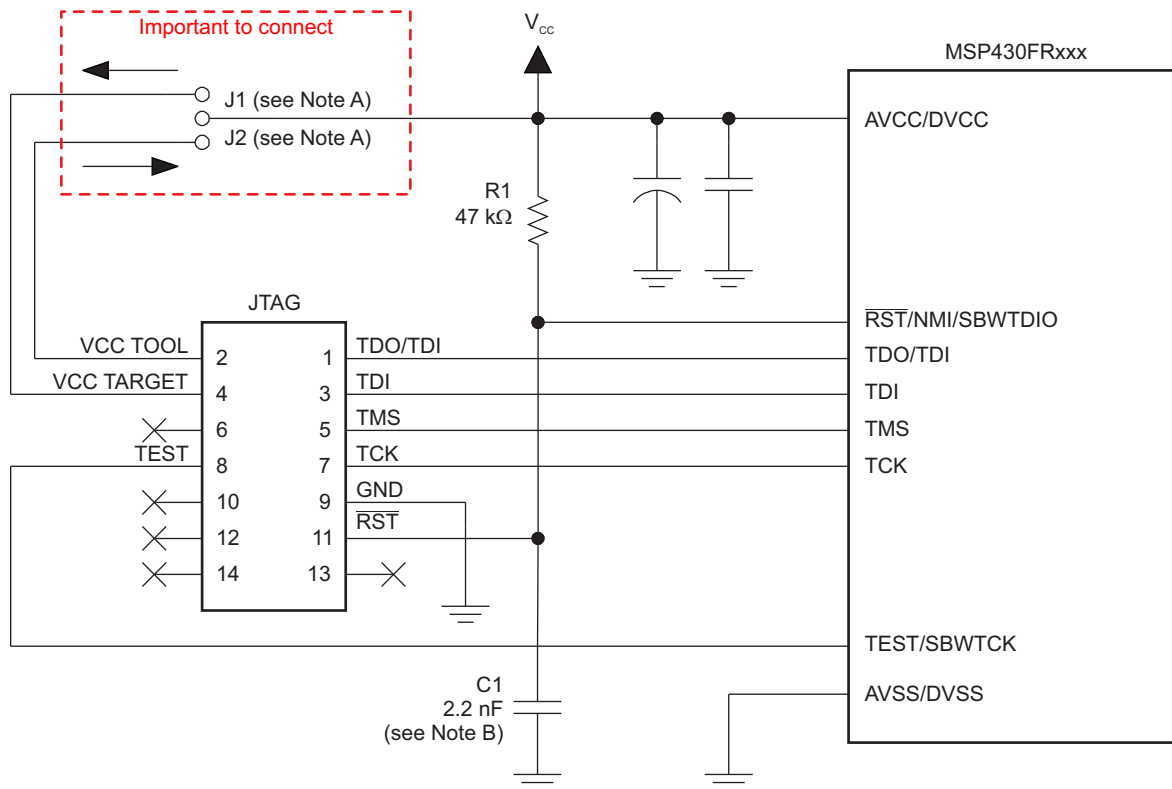 Important to connect
V_CC
MSP430FRxxx
J1 (see Note A)
J2 (see Note A)
AVCC/DVCC
R1
47 kΩ
JTAG
RST/NMI/SBWTDIO
VCC TOOL
2
1
TDO/TDI
TDO/TDI
VCC TARGET
4
3
TDI
TDI
6
5
TMS
TMS
TEST
8
7
TCK
TCK
10
9
GND
12
11
RST
14
13
TEST/SBWTCK
C1
2.2 nF
(see Note B)
AVSS/DVSS